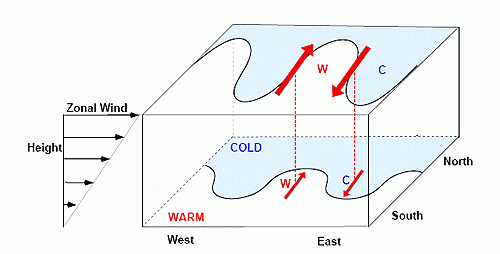 W
C
Zonal Wind
Height
COLD
North
W
C
WARM
South
West
East